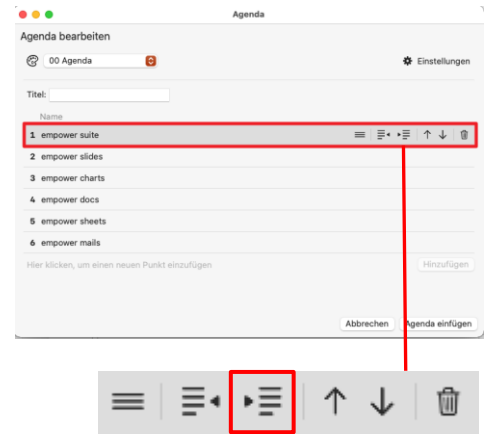 Agenda
Agenda bearbeiten
00 Agenda
Einstellungen
Titel:
Name
1 empower suite
2 empower slides
3 empower charts
4 empower docs
5 empower sheets
6 empower mails
Hier klicken, um einen neuen Punkt einzufügen Hinzufügen
Abbrechen Agenda einfügen